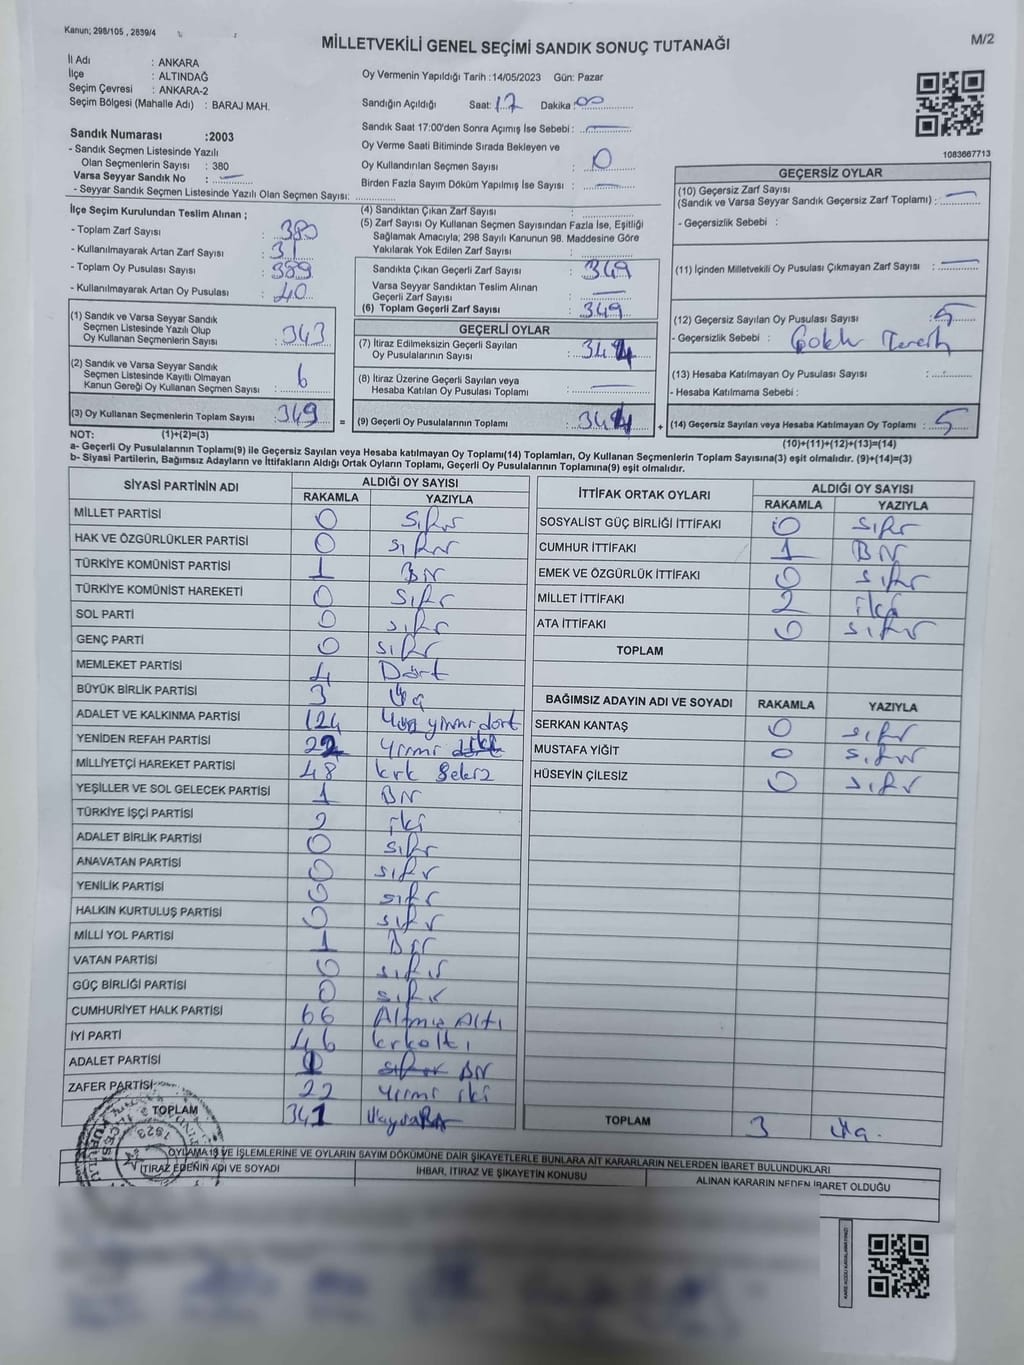 Kanun; 298/105 , 2839/4
MİLLETVEKİLİ GENEL SEÇİMİ SANDIK SONUÇ TUTANAĞI
M/2
İl Adı : ANKARA
İlçe : ALTINDAĞ
Seçim Çevresi : ANKARA-2
Seçim Bölgesi (Mahalle Adı) : BARAJ MAH.
Oy Vermenin Yapıldığı Tarih :14/05/2023 Gün: Pazar
Sandığın Açıldığı Saat: 17 Dakika: 00
Sandık Saat 17:00'den Sonra Açımış İse Sebebi : —
Oy Verme Saati Bitiminde Sırada Bekleyen ve
Oy Kullandırılan Seçmen Sayısı : 0
Birden Fazla Sayım Döküm Yapılmış İse Sayısı : —
1083667713
Sandık Numarası :2003
- Sandık Seçmen Listesinde Yazılı
Olan Seçmenlerin Sayısı : 380
Varsa Seyyar Sandık No : —
- Seyyar Sandık Seçmen Listesinde Yazılı Olan Seçmen Sayısı:
İlçe Seçim Kurulundan Teslim Alınan ;
- Toplam Zarf Sayısı : 380
- Kullanılmayarak Artan Zarf Sayısı : 31
- Toplam Oy Pusulası Sayısı : 389
- Kullanılmayarak Artan Oy Pusulası : 40
(1) Sandık ve Varsa Seyyar Sandık
Seçmen Listesinde Yazılı Olup
Oy Kullanan Seçmenlerin Sayısı : 343
(2) Sandık ve Varsa Seyyar Sandık
Seçmen Listesinde Kayıtlı Olmayan
Kanun Gereği Oy Kullanan Seçmen Sayısı : 6
(3) Oy Kullanan Seçmenlerin Toplam Sayısı : 349 =
(4) Sandıktan Çıkan Zarf Sayısı :
(5) Zarf Sayısı Oy Kullanan Seçmen Sayısından Fazla İse, Eşitliği
Sağlamak Amacıyla; 298 Sayılı Kanunun 98. Maddesine Göre
Yakılarak Yok Edilen Zarf Sayısı :
Sandıkta Çıkan Geçerli Zarf Sayısı : 349
Varsa Seyyar Sandıktan Teslim Alınan
Geçerli Zarf Sayısı : —
(6) Toplam Geçerli Zarf Sayısı : 349
GEÇERLİ OYLAR
(7) İtiraz Edilmeksizin Geçerli Sayılan
Oy Pusulalarının Sayısı : 344
(8) İtiraz Üzerine Geçerli Sayılan veya
Hesaba Katılan Oy Pusulası Toplamı : —
(9) Geçerli Oy Pusulalarının Toplamı : 344 +
GEÇERSİZ OYLAR
(10) Geçersiz Zarf Sayısı
(Sandık ve Varsa Seyyar Sandık Geçersiz Zarf Toplamı) : —
- Geçersizlik Sebebi :
(11) İçinden Milletvekili Oy Pusulası Çıkmayan Zarf Sayısı : —
(12) Geçersiz Sayılan Oy Pusulası Sayısı : 5
- Geçersizlik Sebebi : Çoklu Tercih
(13) Hesaba Katılmayan Oy Pusulası Sayısı :
- Hesaba Katılmama Sebebi :
(14) Geçersiz Sayılan veya Hesaba Katılmayan Oy Toplamı : 5
NOT: (1)+(2)=(3)
(10)+(11)+(12)+(13)=(14)
a- Geçerli Oy Pusulalarının Toplamı(9) ile Geçersiz Sayılan veya Hesaba katılmayan Oy Toplamı(14) Toplamları, Oy Kullanan Seçmenlerin Toplam Sayısına(3) eşit olmalıdır. (9)+(14)=(3)
b- Siyasi Partilerin, Bağımsız Adayların ve İttifakların Aldığı Ortak Oyların Toplamı, Geçerli Oy Pusulalarının Toplamına(9) eşit olmalıdır.
SİYASİ PARTİNİN ADI ALDIĞI OY SAYISI
RAKAMLA YAZIYLA
MİLLET PARTİSİ 0 Sıfır
HAK VE ÖZGÜRLÜKLER PARTİSİ 0 sıfır
TÜRKİYE KOMÜNİST PARTİSİ 1 Bir
TÜRKİYE KOMÜNİST HAREKETİ 0 Sıfır
SOL PARTİ 0 sıfır
GENÇ PARTİ 0 sıfır
MEMLEKET PARTİSİ 4 Dört
BÜYÜK BİRLİK PARTİSİ 3 Üç
ADALET VE KALKINMA PARTİSİ 124 Yüz yirmi dört
YENİDEN REFAH PARTİSİ 22 Yirmi iki
MİLLİYETÇİ HAREKET PARTİSİ 48 kırk Sekiz
YEŞİLLER VE SOL GELECEK PARTİSİ 1 Bir
TÜRKİYE İŞÇİ PARTİSİ 2 iki
ADALET BİRLİK PARTİSİ 0 sıfır
ANAVATAN PARTİSİ 0 sıfır
YENİLİK PARTİSİ 0 sıfır
HALKIN KURTULUŞ PARTİSİ 0 sıfır
MİLLİ YOL PARTİSİ 1 Bir
VATAN PARTİSİ 0 sıfır
GÜÇ BİRLİĞİ PARTİSİ 0 sıfır
CUMHURİYET HALK PARTİSİ 66 Altmış Altı
İYİ PARTİ 46 kırkaltı
ADALET PARTİSİ 1 sıfır Bir
ZAFER PARTİSİ 22 Yirmi iki
TOPLAM 341
İTTİFAK ORTAK OYLARI ALDIĞI OY SAYISI
RAKAMLA YAZIYLA
SOSYALİST GÜÇ BİRLİĞİ İTTİFAKI 0 sıfır
CUMHUR İTTİFAKI 1 Bir
EMEK VE ÖZGÜRLÜK İTTİFAKI 0 sıfır
MİLLET İTTİFAKI 2 iki
ATA İTTİFAKI 0 sıfır
TOPLAM
BAĞIMSIZ ADAYIN ADI VE SOYADI RAKAMLA YAZIYLA
SERKAN KANTAŞ 0 sıfır
MUSTAFA YİĞİT 0 sıfır
HÜSEYİN ÇİLESİZ 0 sıfır
TOPLAM 3 üç.
OYLAMA İŞ VE İŞLEMLERİNE VE OYLARIN SAYIM DÖKÜMÜNE DAİR ŞİKAYETLERLE BUNLARA AİT KARARLARIN NELERDEN İBARET BULUNDUKLARI
İTİRAZ EDENİN ADI VE SOYADI İHBAR, İTİRAZ VE ŞİKAYETİN KONUSU ALINAN KARARIN NEDEN İBARET OLDUĞU